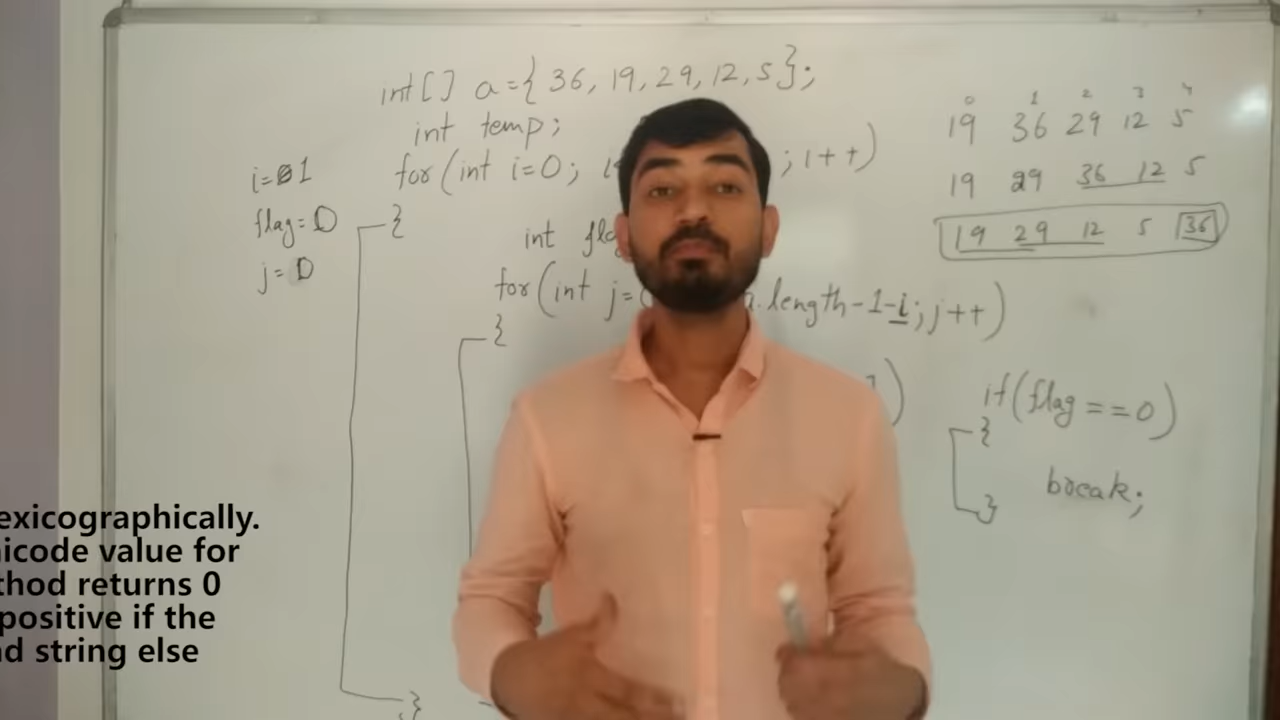 int[] a={36, 19, 29, 12, 5};
int temp;
for(int i=0; ; i++)
{
int
for(int j= a.length-1-i; j++)
{
i=0 1
flag=0
j=0
0 1 2 3 4
19 36 29 12 5
19 29 36 12 5
19 29 12 5 36
if(flag==0)
{
break;
}
}
exicographically.
icode value for
thod returns 0
positive if the
d string else